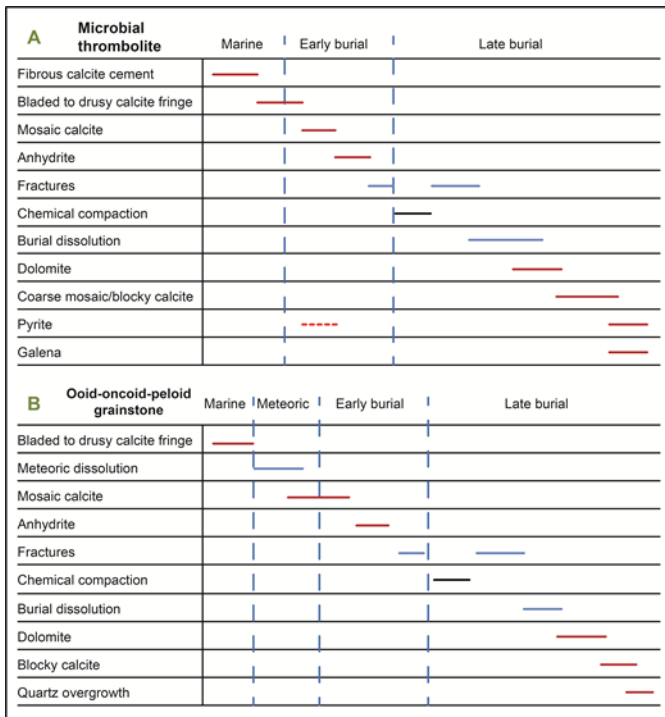 A Microbial thrombolite Marine Early burial Late burial
Fibrous calcite cement
Bladed to drusy calcite fringe
Mosaic calcite
Anhydrite
Fractures
Chemical compaction
Burial dissolution
Dolomite
Coarse mosaic/blocky calcite
Pyrite
Galena
B Ooid-oncoid-peloid grainstone Marine Meteoric Early burial Late burial
Bladed to drusy calcite fringe
Meteoric dissolution
Mosaic calcite
Anhydrite
Fractures
Chemical compaction
Burial dissolution
Dolomite
Blocky calcite
Quartz overgrowth